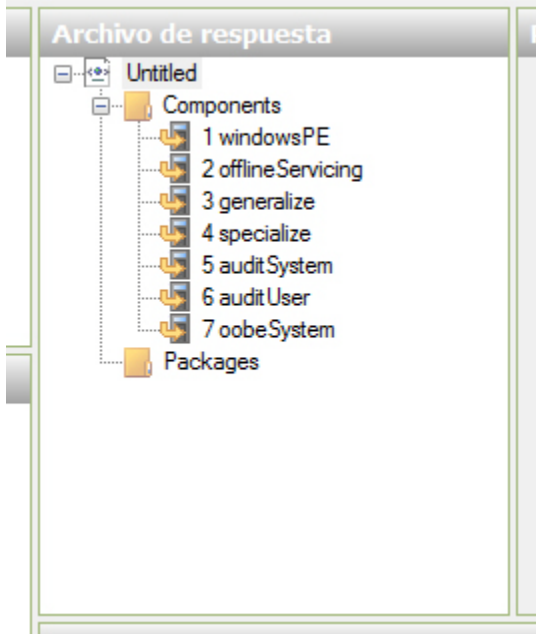 Archivo de respuesta
Untitled
Components
1 windowsPE
2 offlineServicing
3 generalize
4 specialize
5 auditSystem
6 auditUser
7 oobeSystem
Packages